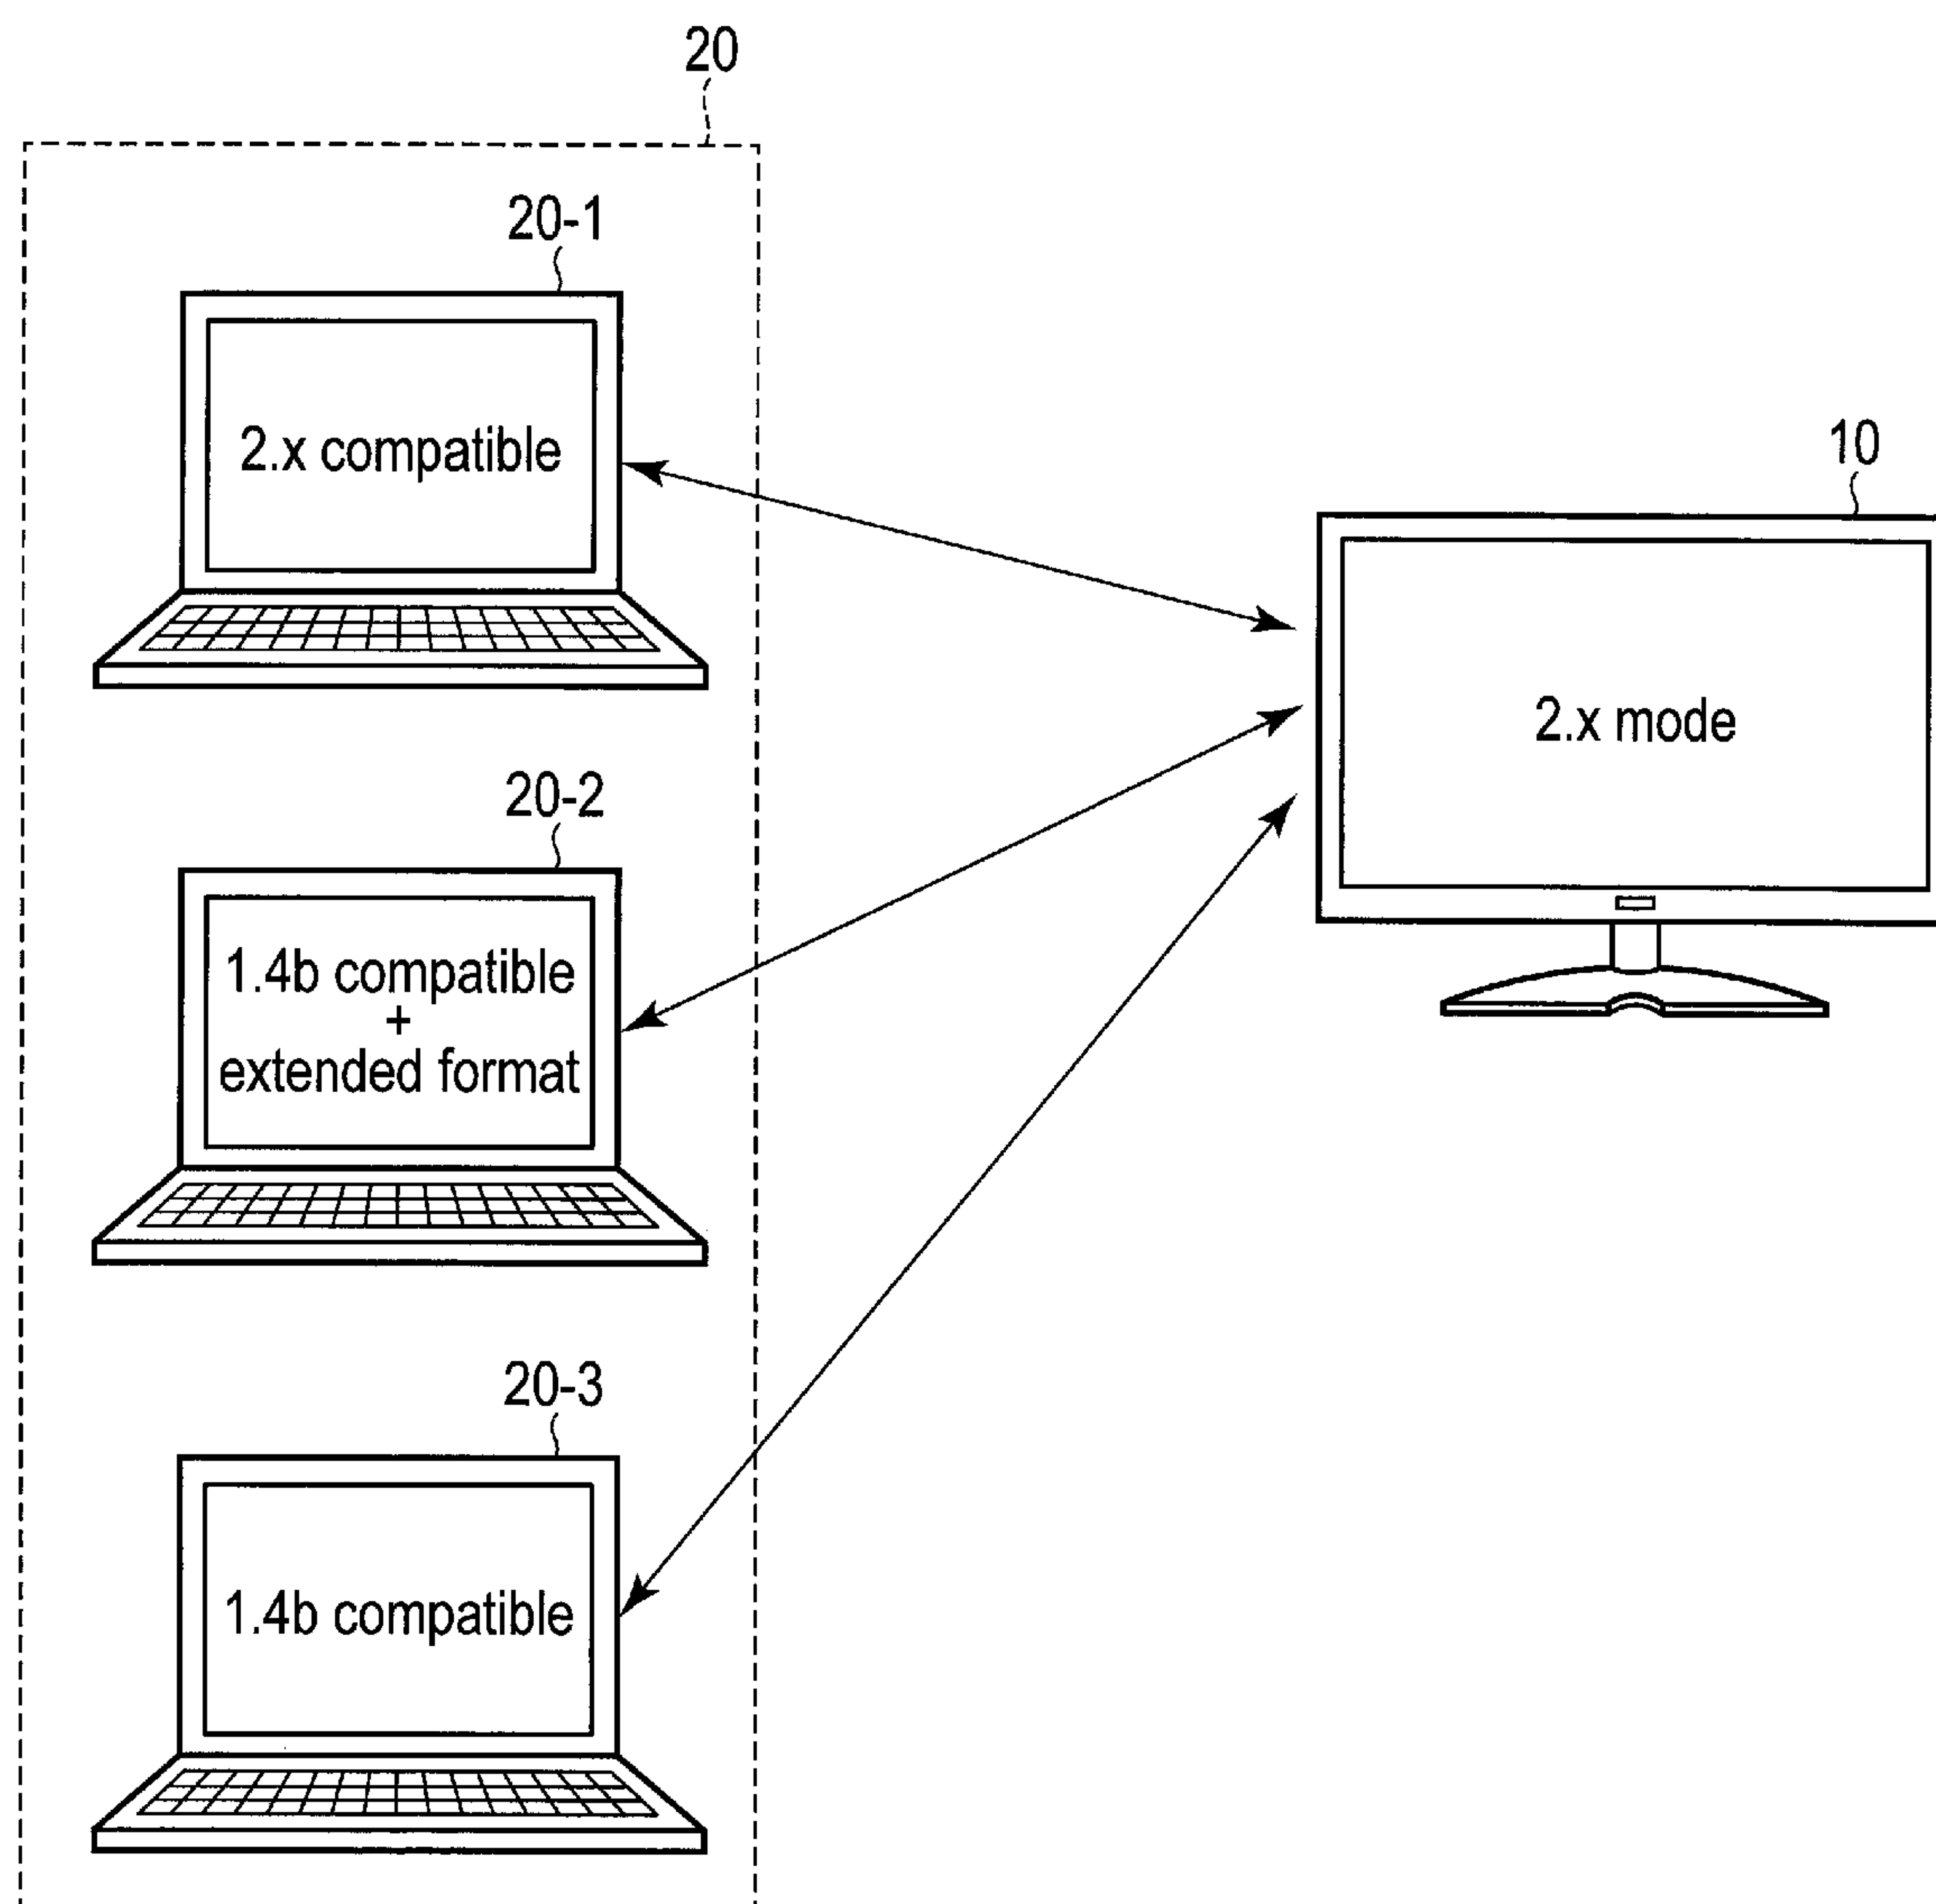 20
20-1
2.x compatible
10
2.x mode
20-2
1.4b compatible
+
extended format
20-3
1.4b compatible